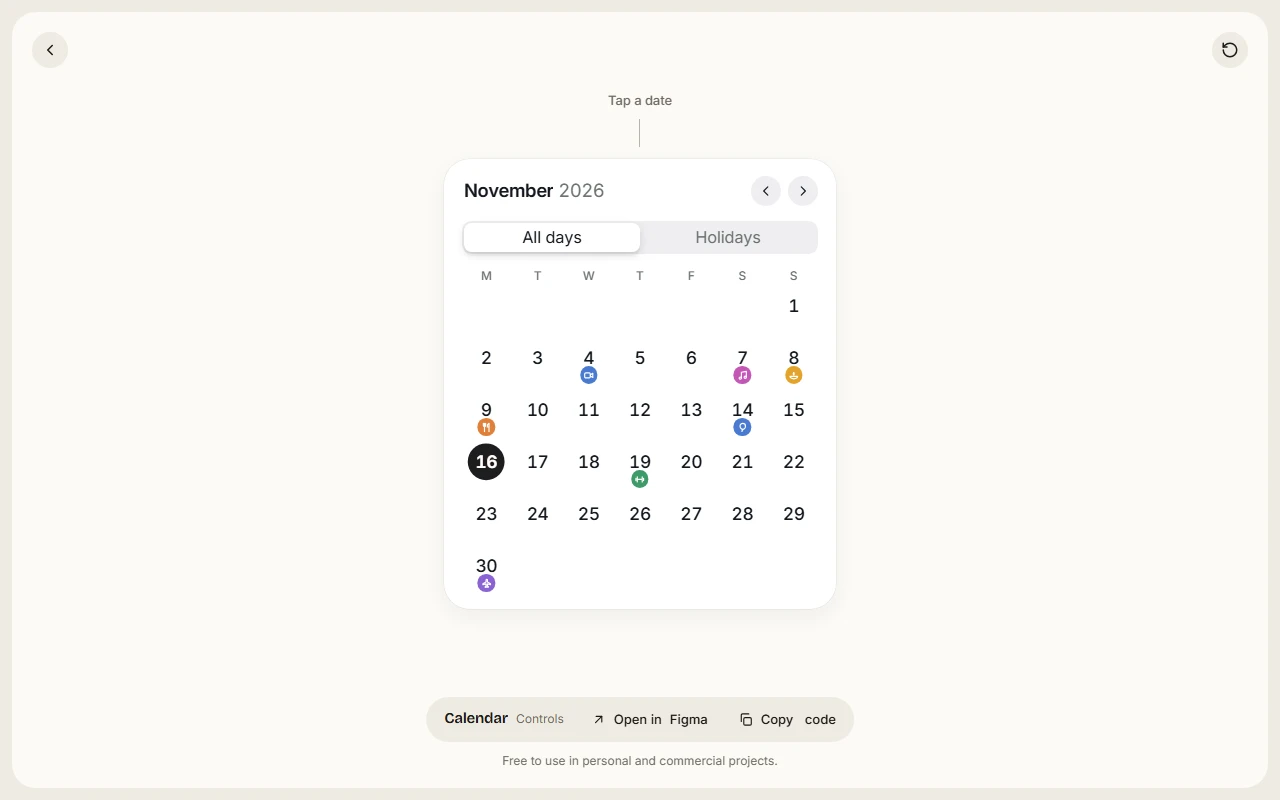 Tap a date
November 2026
All days Holidays
M T W T F S S
1
2 3 4 5 6 7 8
9 10 11 12 13 14 15
16 17 18 19 20 21 22
23 24 25 26 27 28 29
30
Calendar Controls Open in Figma Copy code
Free to use in personal and commercial projects.